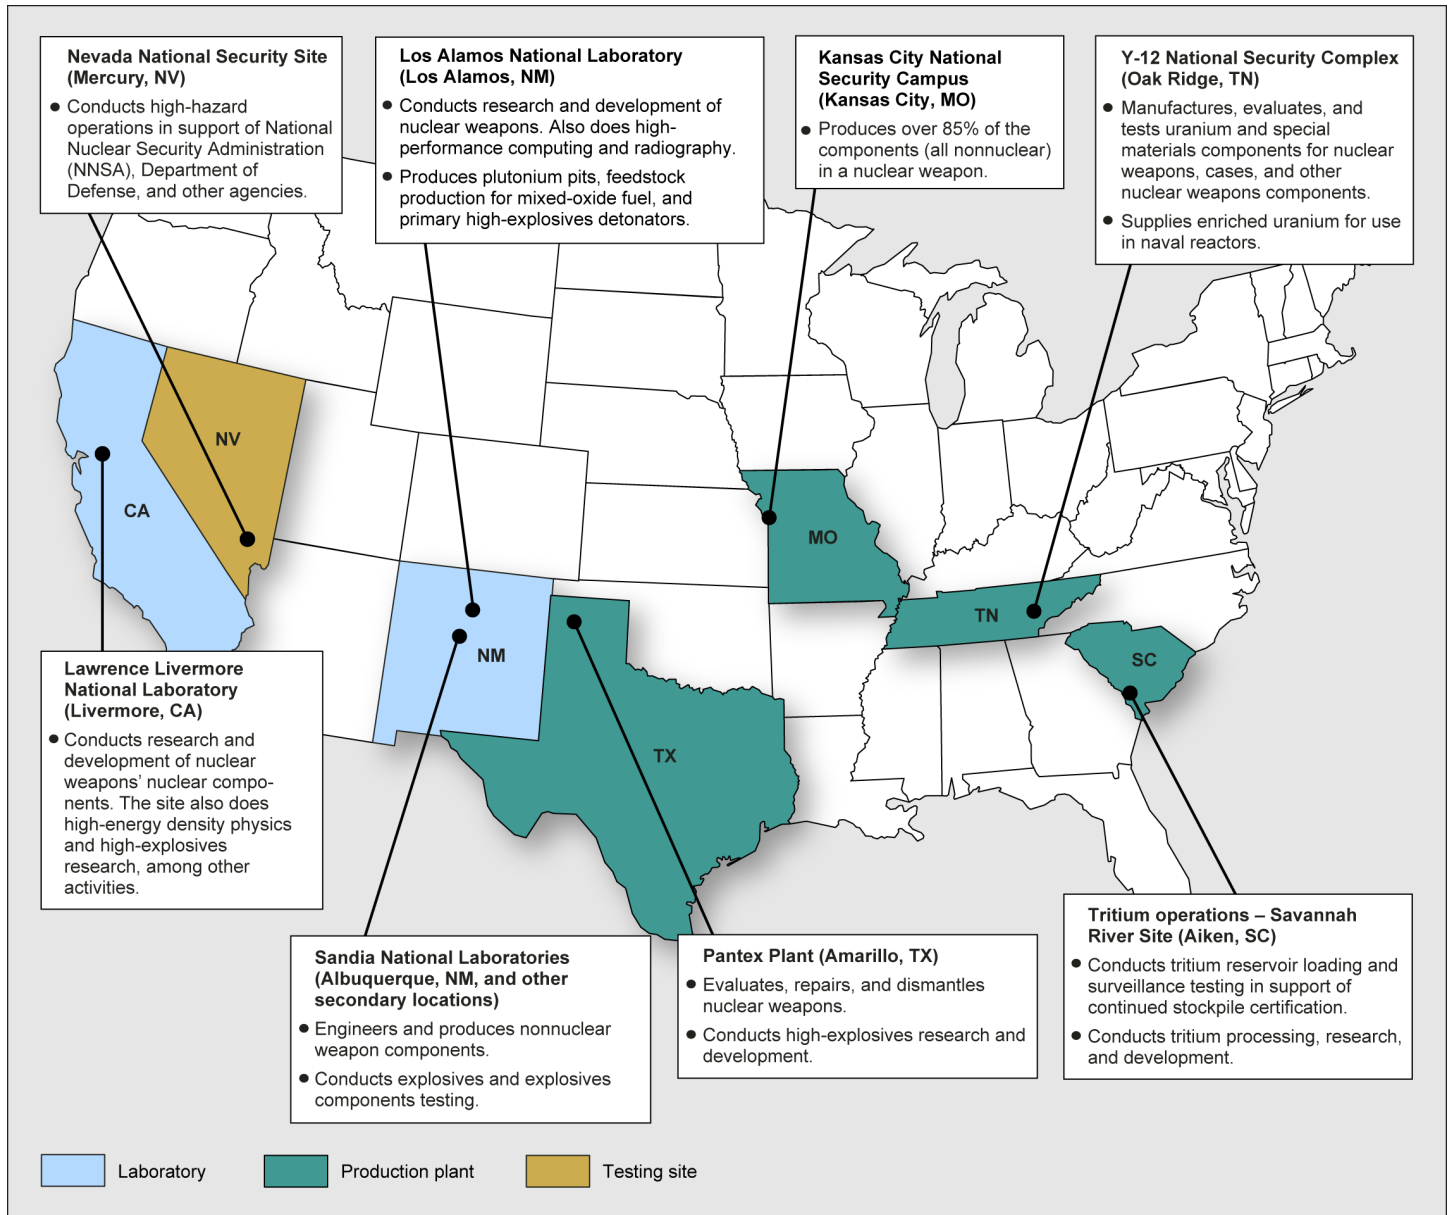 Nevada National Security Site
(Mercury, NV)
● Conducts high-hazard
operations in support of National
Nuclear Security Administration
(NNSA), Department of
Defense, and other agencies.
Los Alamos National Laboratory
(Los Alamos, NM)
● Conducts research and development of
nuclear weapons. Also does high-
performance computing and radiography.
● Produces plutonium pits, feedstock
production for mixed-oxide fuel, and
primary high-explosives detonators.
Kansas City National
Security Campus
(Kansas City, MO)
● Produces over 85% of the
components (all nonnuclear)
in a nuclear weapon.
Y-12 National Security Complex
(Oak Ridge, TN)
● Manufactures, evaluates, and
tests uranium and special
materials components for nuclear
weapons, cases, and other
nuclear weapons components.
● Supplies enriched uranium for use
in naval reactors.
NV
CA
MO
TN
NM
SC
TX
Lawrence Livermore
National Laboratory
(Livermore, CA)
● Conducts research and
development of nuclear
weapons’ nuclear compo-
nents. The site also does
high-energy density physics
and high-explosives
research, among other
activities.
Sandia National Laboratories
(Albuquerque, NM, and other
secondary locations)
● Engineers and produces nonnuclear
weapon components.
● Conducts explosives and explosives
components testing.
Pantex Plant (Amarillo, TX)
● Evaluates, repairs, and dismantles
nuclear weapons.
● Conducts high-explosives research and
development.
Tritium operations – Savannah
River Site (Aiken, SC)
● Conducts tritium reservoir loading and
surveillance testing in support of
continued stockpile certification.
● Conducts tritium processing, research,
and development.
Laboratory
Production plant
Testing site